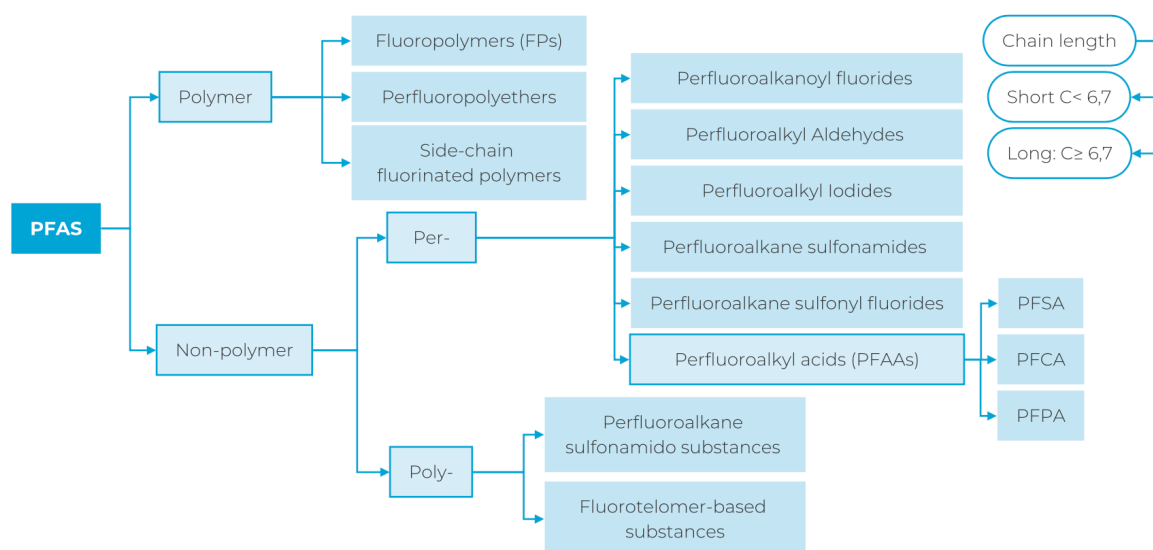 PFAS
Polymer
Fluoropolymers (FPs)
Perfluoropolyethers
Side-chain
fluorinated polymers
Non-polymer
Per-
Perfluoroalkanoyl fluorides
Perfluoroalkyl Aldehydes
Perfluoroalkyl Iodides
Perfluoroalkane sulfonamides
Perfluoroalkane sulfonyl fluorides
Perfluoroalkyl acids (PFAAs)
PFSA
PFCA
PFPA
Poly-
Perfluoroalkane
sulfonamido substances
Fluorotelomer-based
substances
Chain length
Short C< 6,7
Long: C≥ 6,7